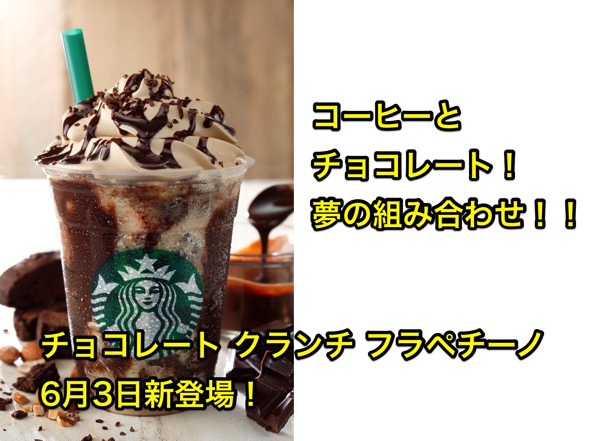 コーヒーと
チョコレート！
夢の組み合わせ！！
チョコレート クランチ フラペチーノ
6月3日新登場！